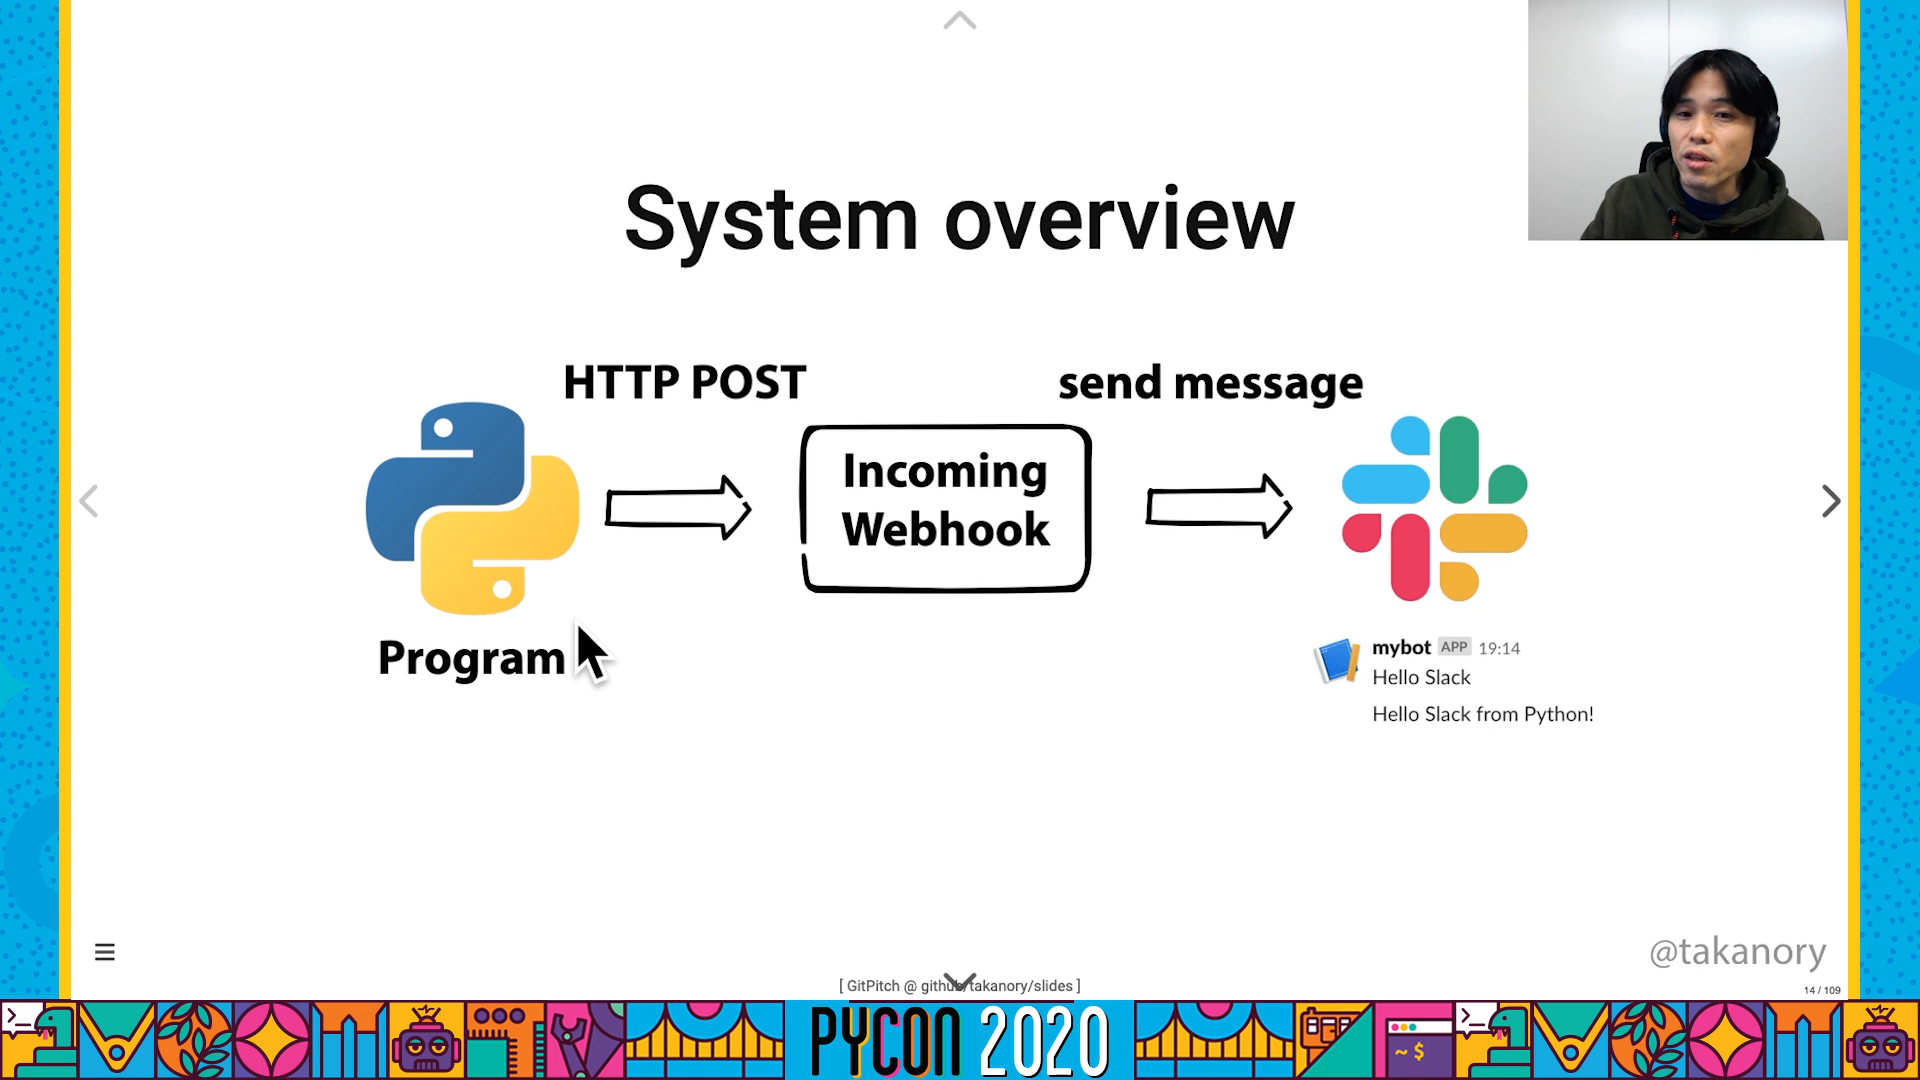 System overview
HTTP POST
send message
Incoming
Webhook
Program
mybot APP 19:14
Hello Slack
Hello Slack from Python!
@takanory
[ GitPitch @ github/takanory/slides ]
14 / 109
PYCON 2020
>_
~ $
>_